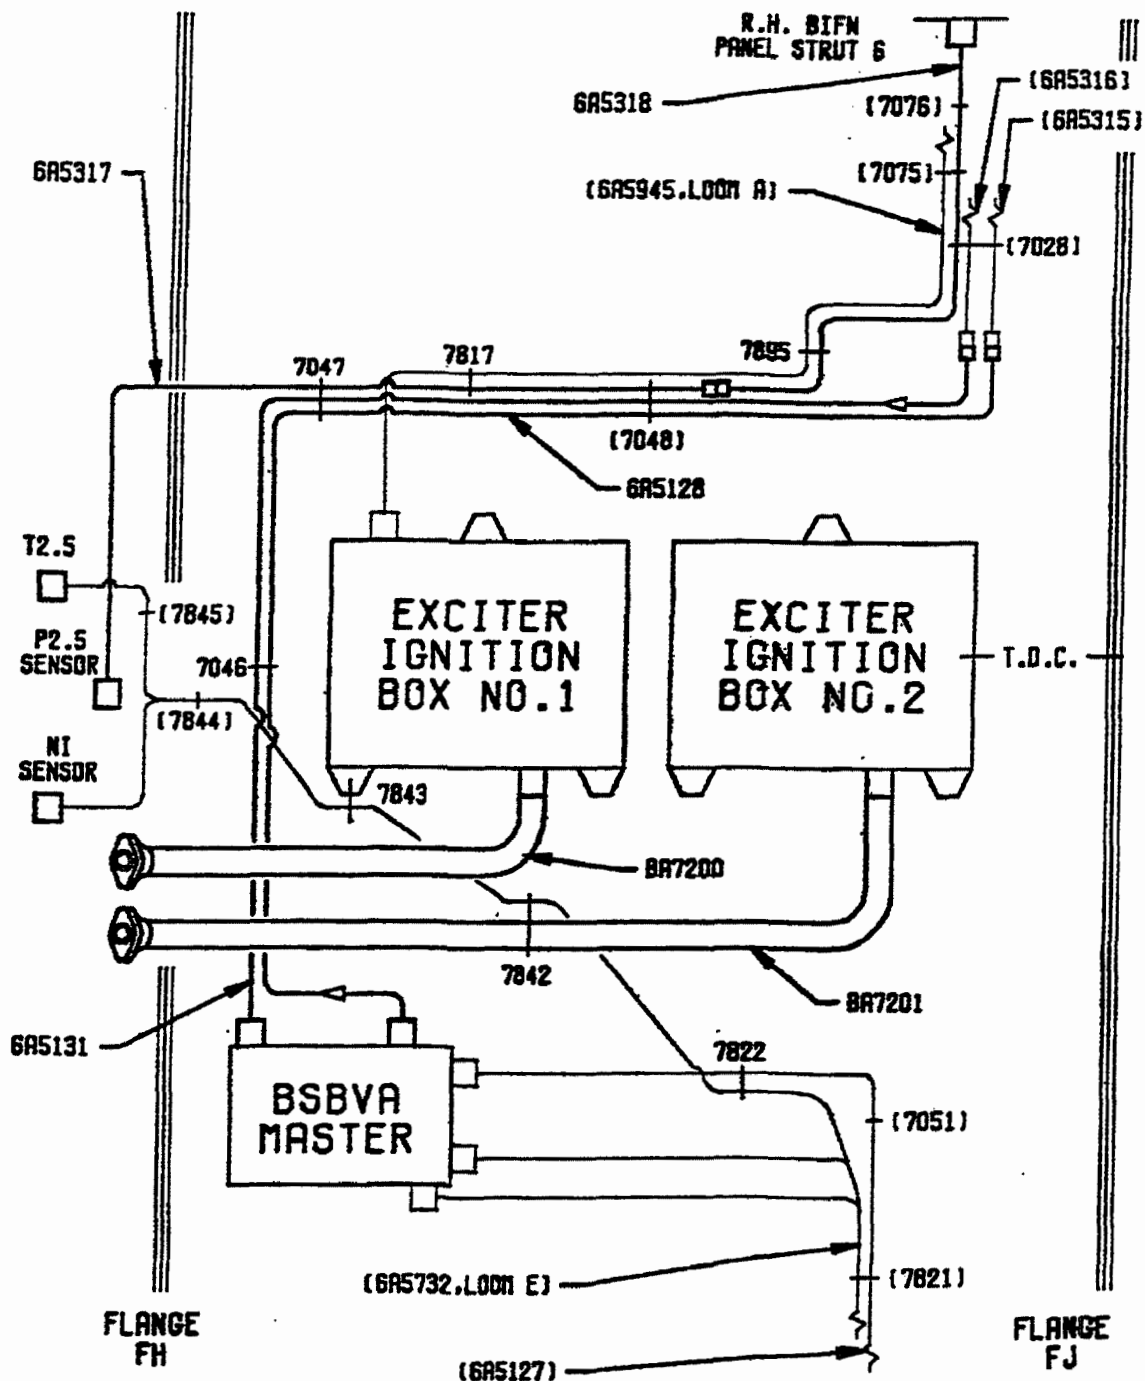 R.H. BIFN
PANEL STRUT 6
6A5318
(7076)
(6A5316)
(6A5315)
6A5317
(7075)
(6A5945,LOOM A)
(7028)
7047
7817
7895
(7048)
6A5128
T2.5
(7845)
P2.5
SENSOR
7046
(7844)
NI
SENSOR
EXCITER
IGNITION
BOX NO.1
EXCITER
IGNITION
BOX NO.2
T.D.C.
7843
8A7200
7842
8A7201
6A5131
BSBVA
MASTER
7822
(7051)
(6A5732,LOOM E)
(7821)
FLANGE
FH
(6A5127)
FLANGE
FJ